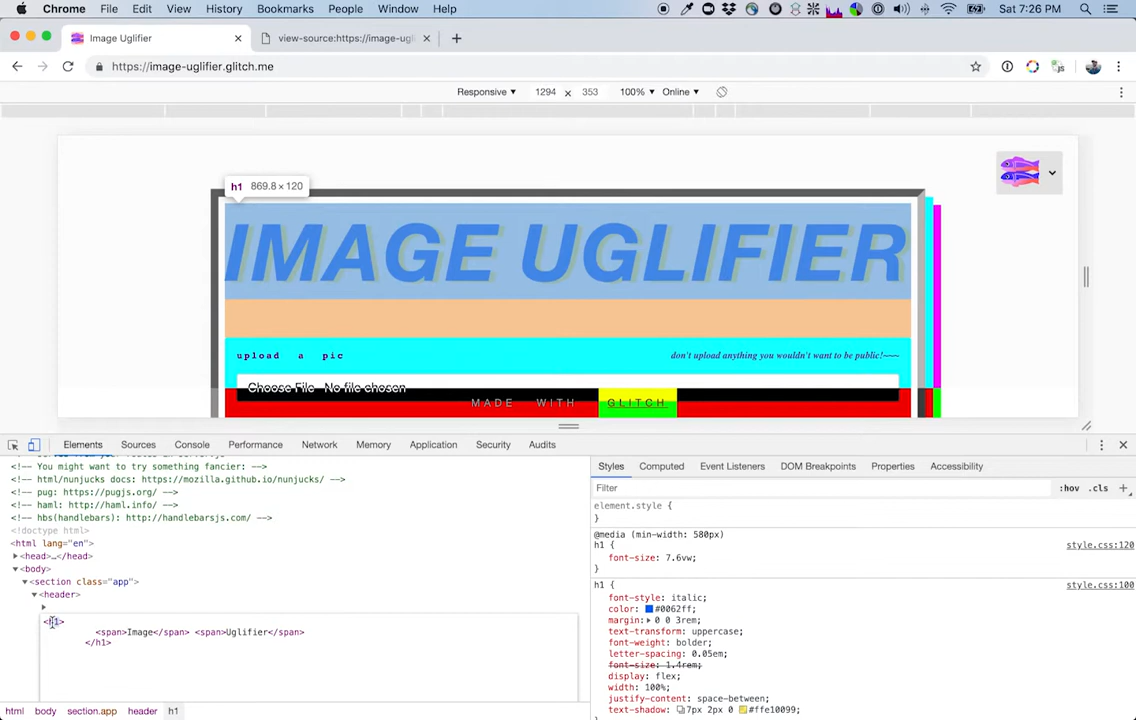 Chrome File Edit View History Bookmarks People Window Help Sat 7:26 PM
Image Uglifier × view-source:https://image-ugl × +
https://image-uglifier.glitch.me
Responsive ▾ 1294 × 353 100% ▾ Online ▾
h1 869.8 × 120
IMAGE UGLIFIER
upload a pic don't upload anything you wouldn't want to be public!~~~
Choose File No file chosen
MADE WITH GLITCH
Elements Sources Console Performance Network Memory Application Security Audits
<!-- You might want to try something fancier: -->
<!-- html/nunjucks docs: https://mozilla.github.io/nunjucks/ -->
<!-- pug: https://pugjs.org/ -->
<!-- haml: http://haml.info/ -->
<!-- hbs(handlebars): http://handlebarsjs.com/ -->
<!doctype html>
<html lang="en">
<head>…</head>
<body>
<section class="app">
<header>
<h1>
<span>Image</span> <span>Uglifier</span>
</h1>
html body section.app header h1
Styles Computed Event Listeners DOM Breakpoints Properties Accessibility
Filter :hov .cls +
element.style {
}
@media (min-width: 580px)
h1 { style.css:120
font-size: 7.6vw;
}
h1 { style.css:100
font-style: italic;
color: #0062ff;
margin: 0 0 3rem;
text-transform: uppercase;
font-weight: bolder;
letter-spacing: 0.05em;
font-size: 1.4rem;
display: flex;
width: 100%;
justify-content: space-between;
text-shadow: 7px 2px 0 #ffe10099;